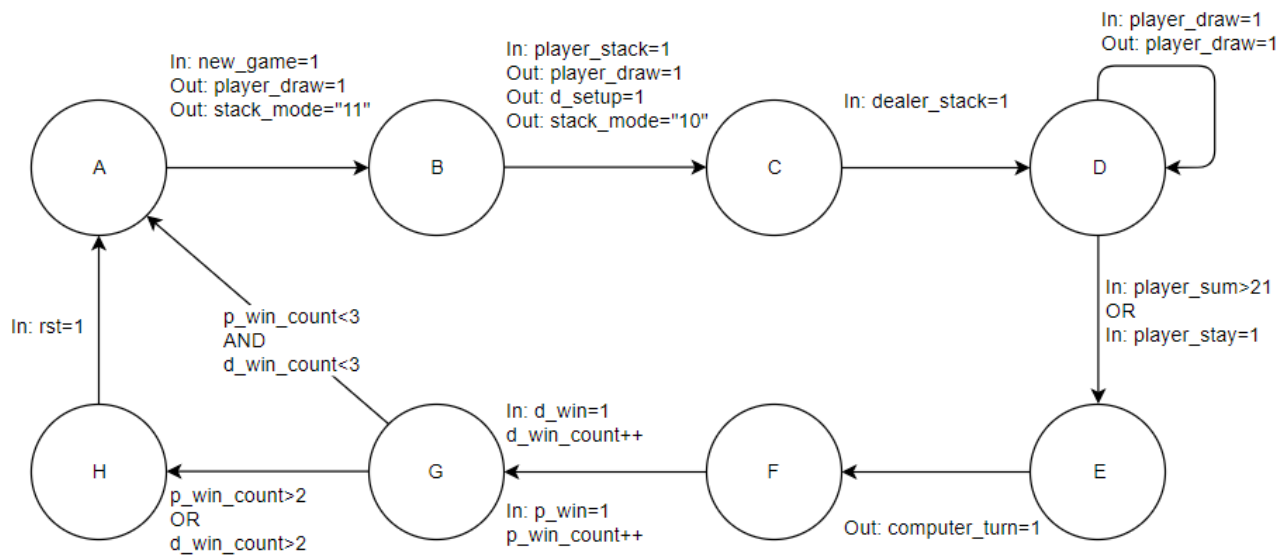 In: new_game=1
Out: player_draw=1
Out: stack_mode="11"
In: player_stack=1
Out: player_draw=1
Out: d_setup=1
Out: stack_mode="10"
In: dealer_stack=1
In: player_draw=1
Out: player_draw=1
A
B
C
D
In: rst=1
p_win_count<3
AND
d_win_count<3
In: player_sum>21
OR
In: player_stay=1
H
G
F
E
p_win_count>2
OR
d_win_count>2
In: d_win=1
d_win_count++
In: p_win=1
p_win_count++
Out: computer_turn=1